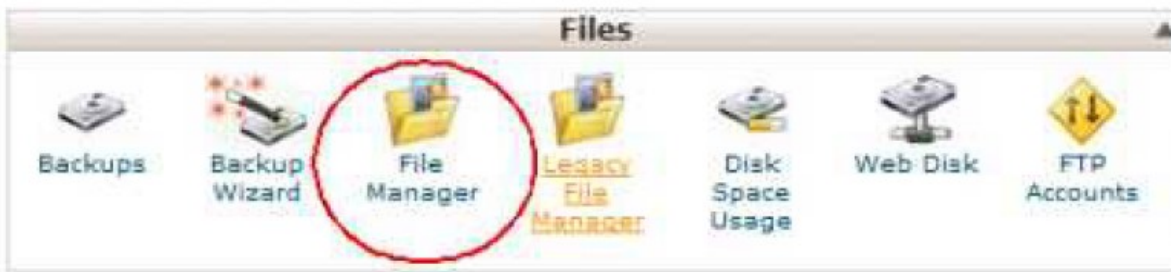 Files
Backups
Backup
Wizard
File
Manager
Legacy
File
Manager
Disk
Space
Usage
Web Disk
FTP
Accounts